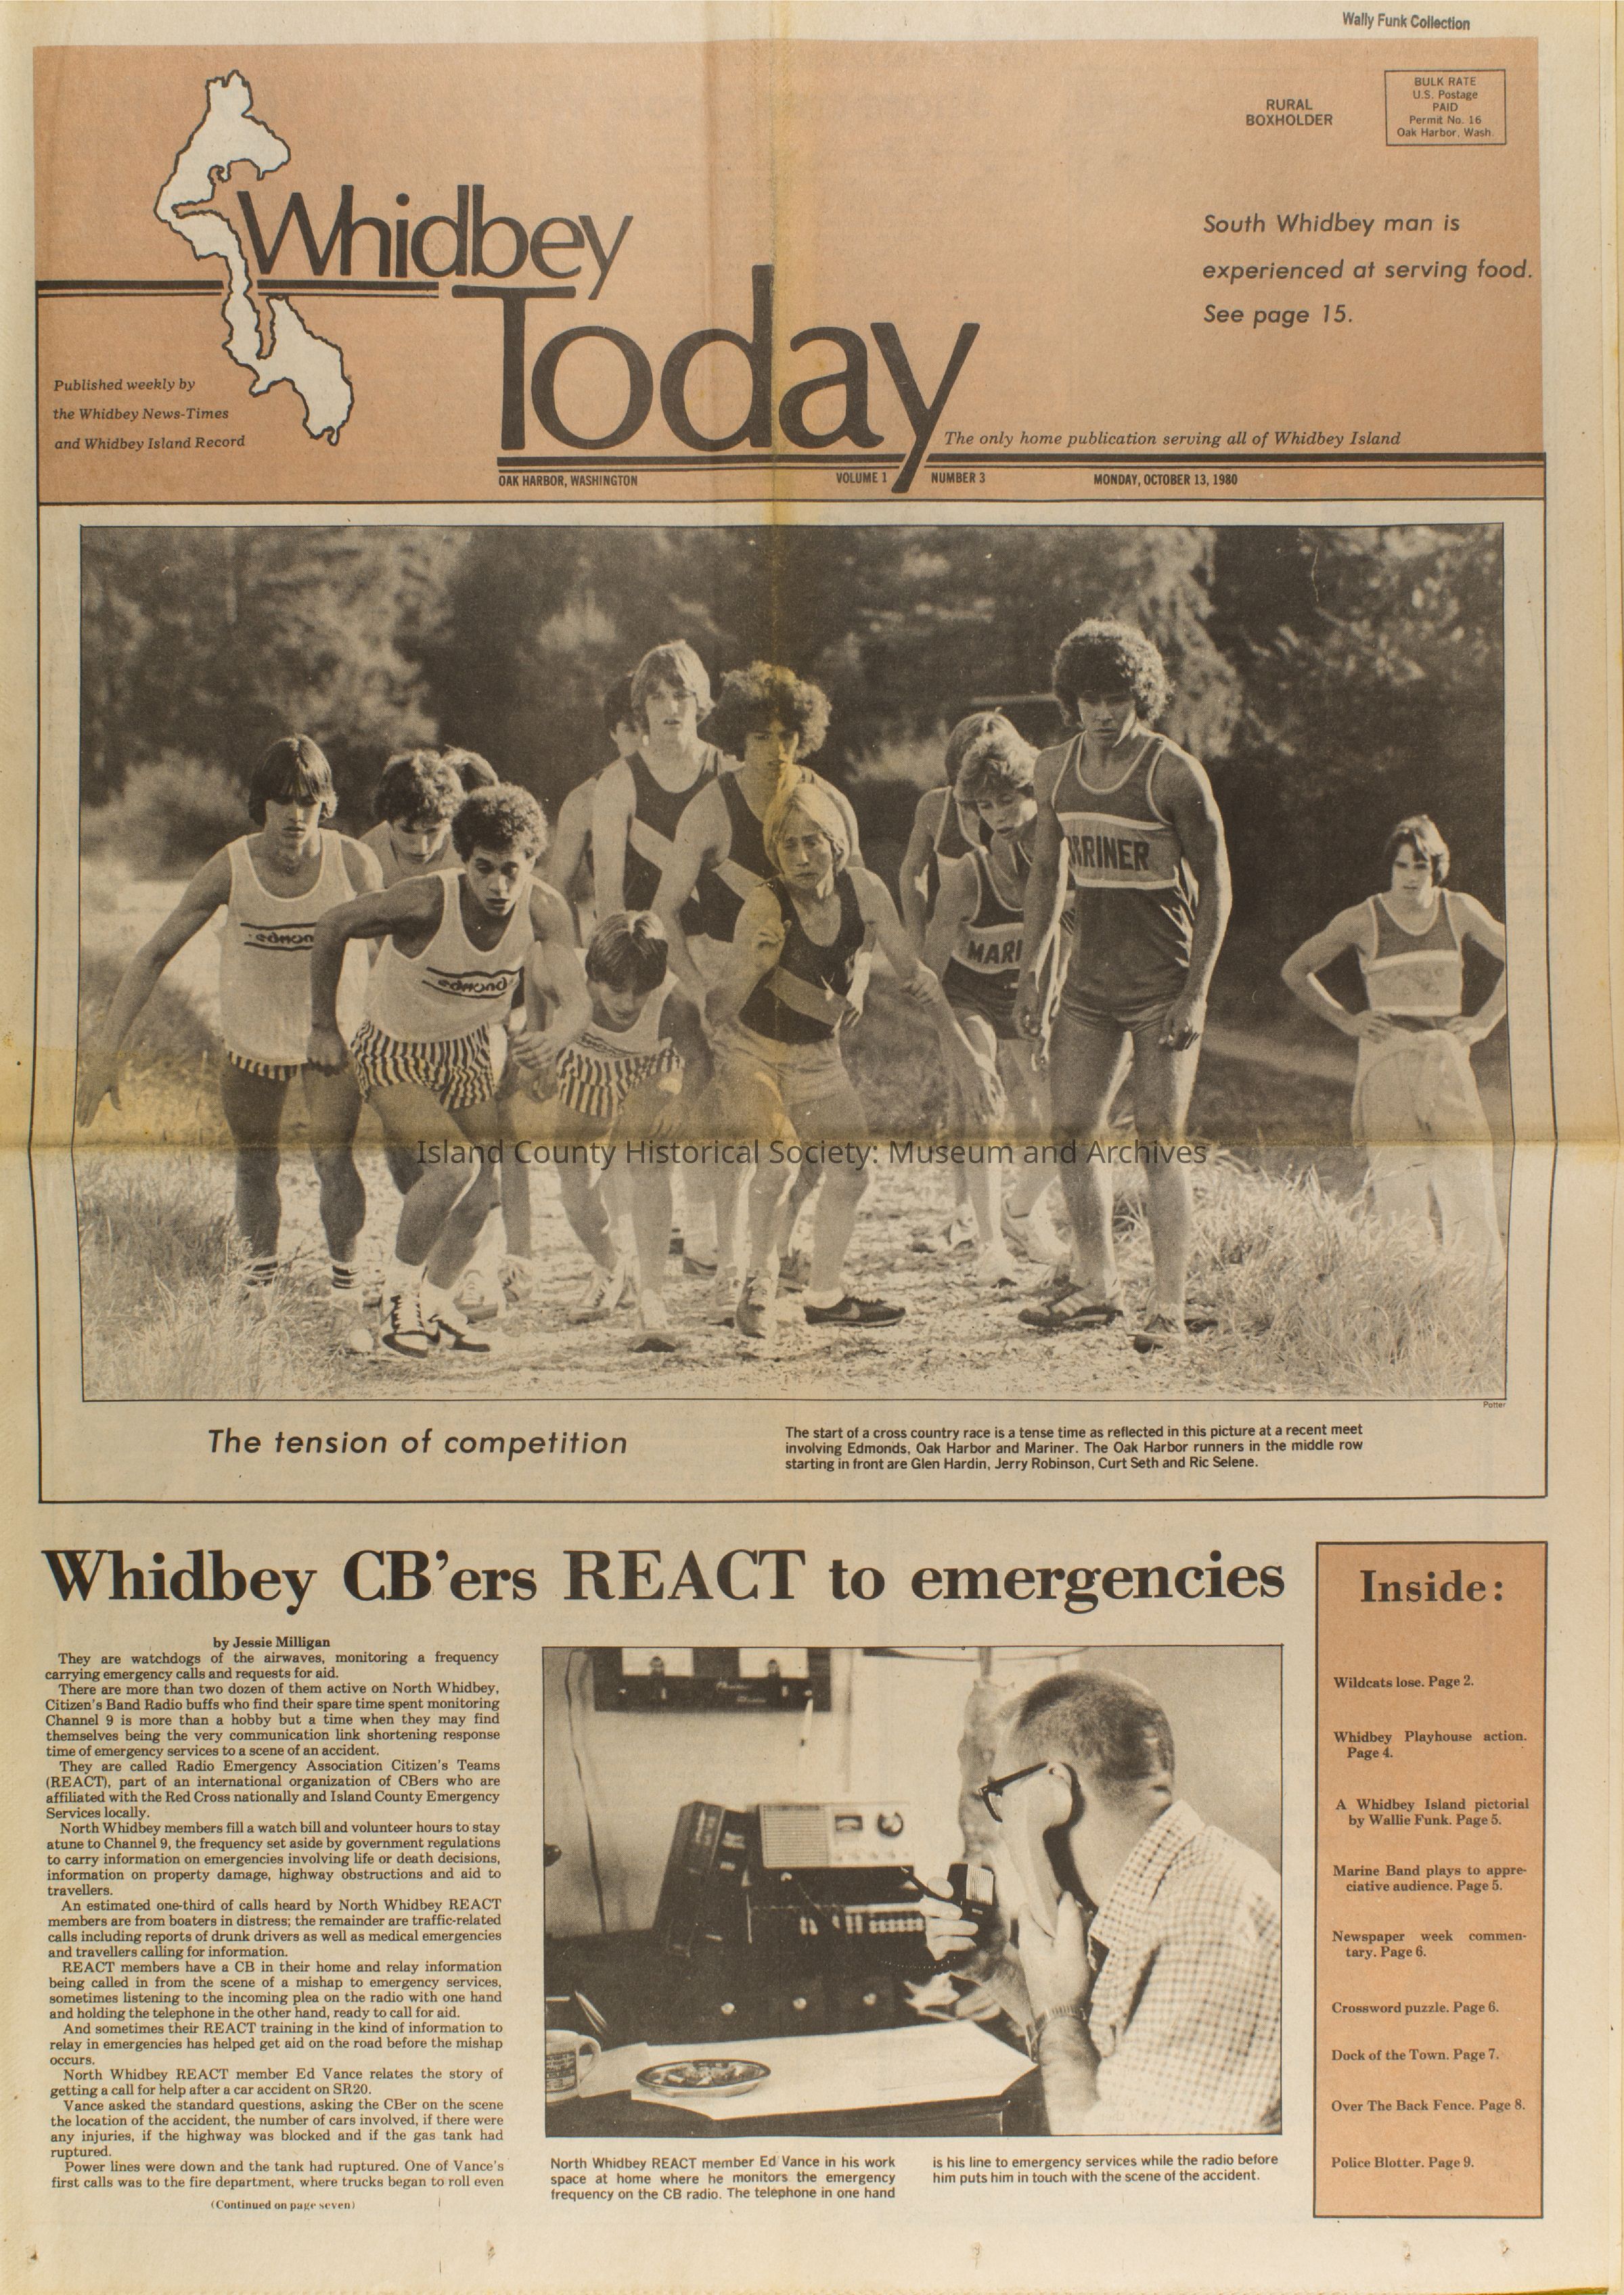 Wally Funk Collection
RURAL
BOXHOLDER
BULK RATE
U.S. Postage
PAID
Permit No. 16
Oak Harbor, Wash.
Whidbey
Today
South Whidbey man is
experienced at serving food.
See page 15.
Published weekly by
the Whidbey News-Times
and Whidbey Island Record
The only home publication serving all of Whidbey Island
OAK HARBOR, WASHINGTON VOLUME 1 NUMBER 3 MONDAY, OCTOBER 13, 1980
RRINER
MARI
Island County Historical Society: Museum and Archives
Potter
The tension of competition
The start of a cross country race is a tense time as reflected in this picture at a recent meet
involving Edmonds, Oak Harbor and Mariner. The Oak Harbor runners in the middle row
starting in front are Glen Hardin, Jerry Robinson, Curt Seth and Ric Selene.
Whidbey CB'ers REACT to emergencies
by Jessie Milligan
They are watchdogs of the airwaves, monitoring a frequency
carrying emergency calls and requests for aid.
There are more than two dozen of them active on North Whidbey,
Citizen's Band Radio buffs who find their spare time spent monitoring
Channel 9 is more than a hobby but a time when they may find
themselves being the very communication link shortening response
time of emergency services to a scene of an accident.
They are called Radio Emergency Association Citizen's Teams
(REACT), part of an international organization of CBers who are
affiliated with the Red Cross nationally and Island County Emergency
Services locally.
North Whidbey members fill a watch bill and volunteer hours to stay
atune to Channel 9, the frequency set aside by government regulations
to carry information on emergencies involving life or death decisions,
information on property damage, highway obstructions and aid to
travellers.
An estimated one-third of calls heard by North Whidbey REACT
members are from boaters in distress; the remainder are traffic-related
calls including reports of drunk drivers as well as medical emergencies
and travellers calling for information.
REACT members have a CB in their home and relay information
being called in from the scene of a mishap to emergency services,
sometimes listening to the incoming plea on the radio with one hand
and holding the telephone in the other hand, ready to call for aid.
And sometimes their REACT training in the kind of information to
relay in emergencies has helped get aid on the road before the mishap
occurs.
North Whidbey REACT member Ed Vance relates the story of
getting a call for help after a car accident on SR20.
Vance asked the standard questions, asking the CBer on the scene
the location of the accident, the number of cars involved, if there were
any injuries, if the highway was blocked and if the gas tank had
ruptured.
Power lines were down and the tank had ruptured. One of Vance's
first calls was to the fire department, where trucks began to roll even
(Continued on page seven)
North Whidbey REACT member Ed Vance in his work
space at home where he monitors the emergency
frequency on the CB radio. The telephone in one hand
is his line to emergency services while the radio before
him puts him in touch with the scene of the accident.
Inside:
Wildcats lose. Page 2.
Whidbey Playhouse action.
Page 4.
A Whidbey Island pictorial
by Wallie Funk. Page 5.
Marine Band plays to appre-
ciative audience. Page 5.
Newspaper week commen-
tary. Page 6.
Crossword puzzle. Page 6.
Dock of the Town. Page 7.
Over The Back Fence. Page 8.
Police Blotter. Page 9.